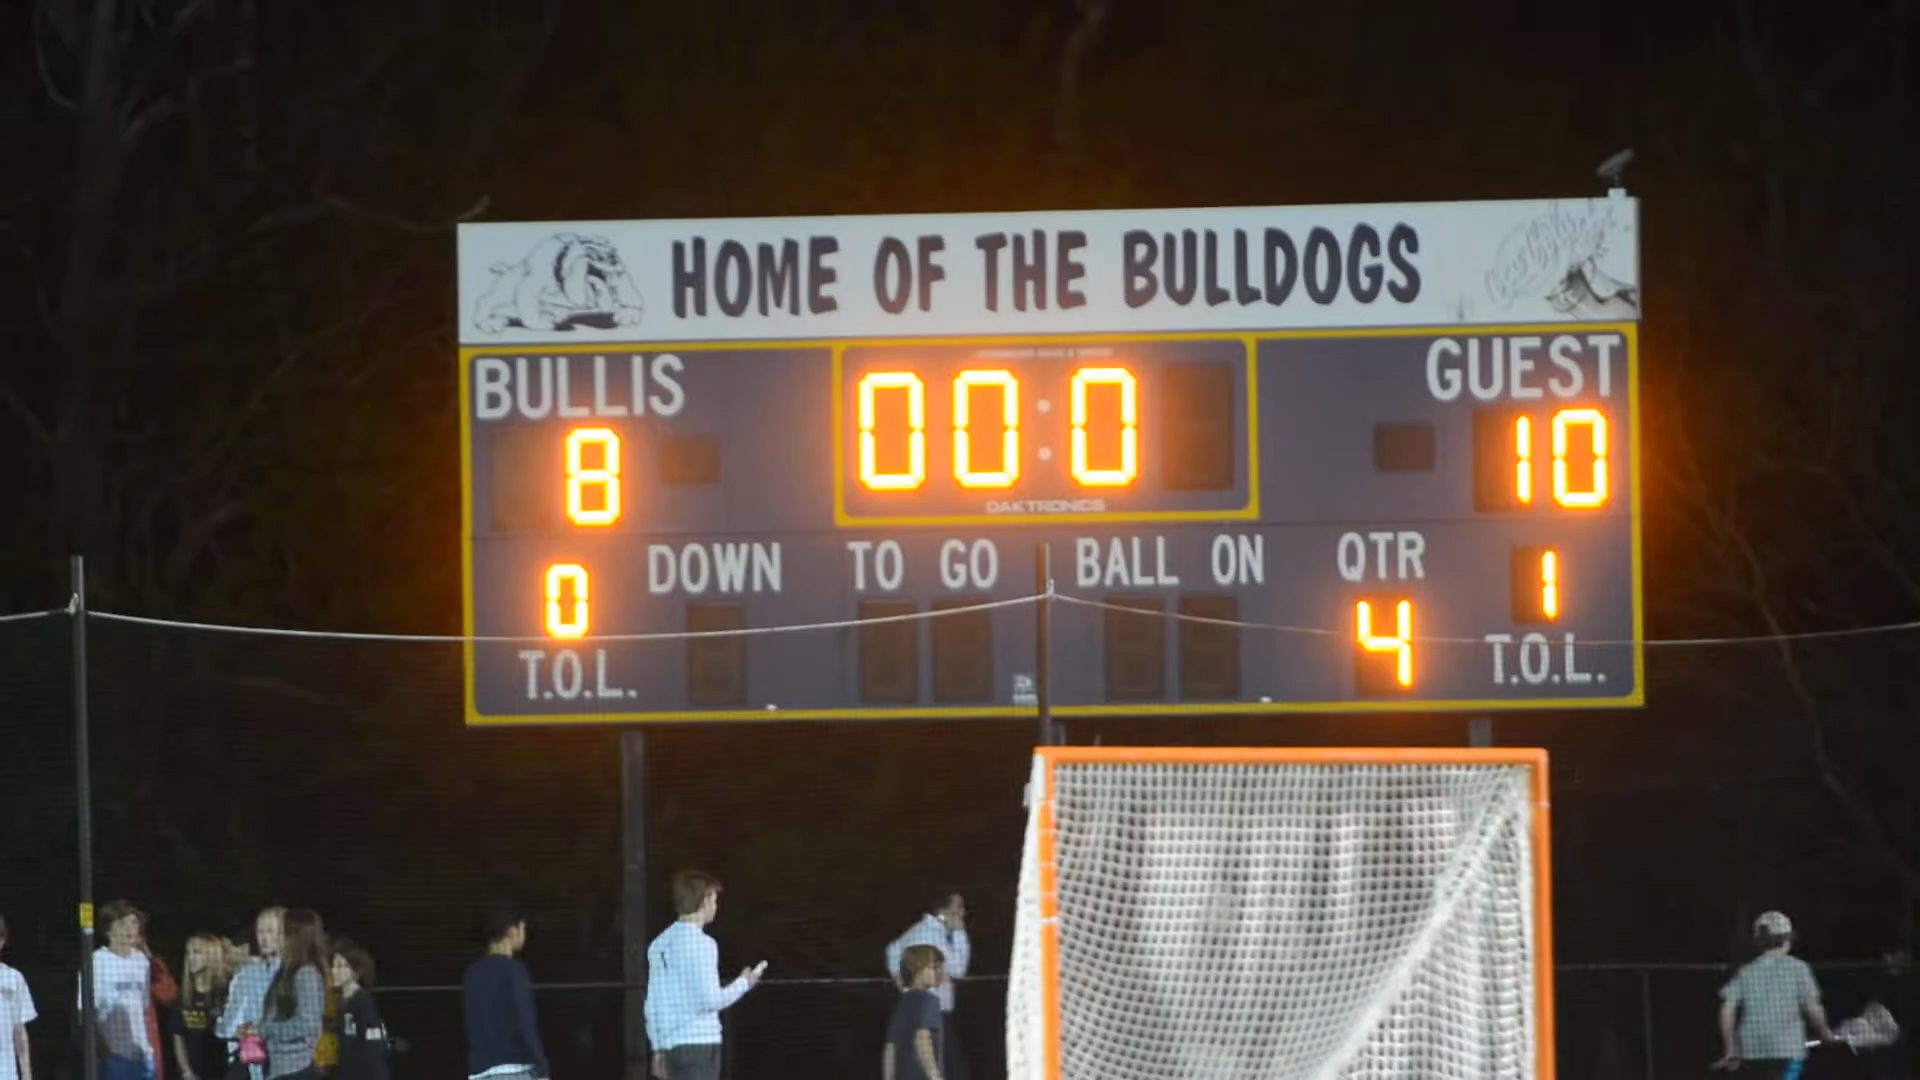 HOME OF THE BULLDOGS
BULLIS
GUEST
00 : 0
8
10
DAKTRONICS
DOWN TO GO BALL ON QTR
0
4
1
T.O.L.
T.O.L.